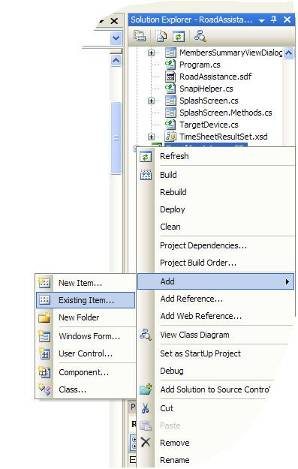 Solution Explorer - RoadAssista...
MembersSummaryViewDialog
Program.cs
RoadAssistance.sdf
SnapiHelper.cs
SplashScreen.cs
SplashScreen.Methods.cs
TargetDevice.cs
TimeSheetResultSet.xsd
Refresh
Build
Rebuild
Deploy
Clean
Project Dependencies...
Project Build Order...
Add
Add Reference...
Add Web Reference...
View Class Diagram
Set as StartUp Project
Debug
Add Solution to Source Control
Cut
Paste
Remove
Rename
New Item...
Existing Item...
New Folder
Windows Form...
User Control...
Component...
Class...